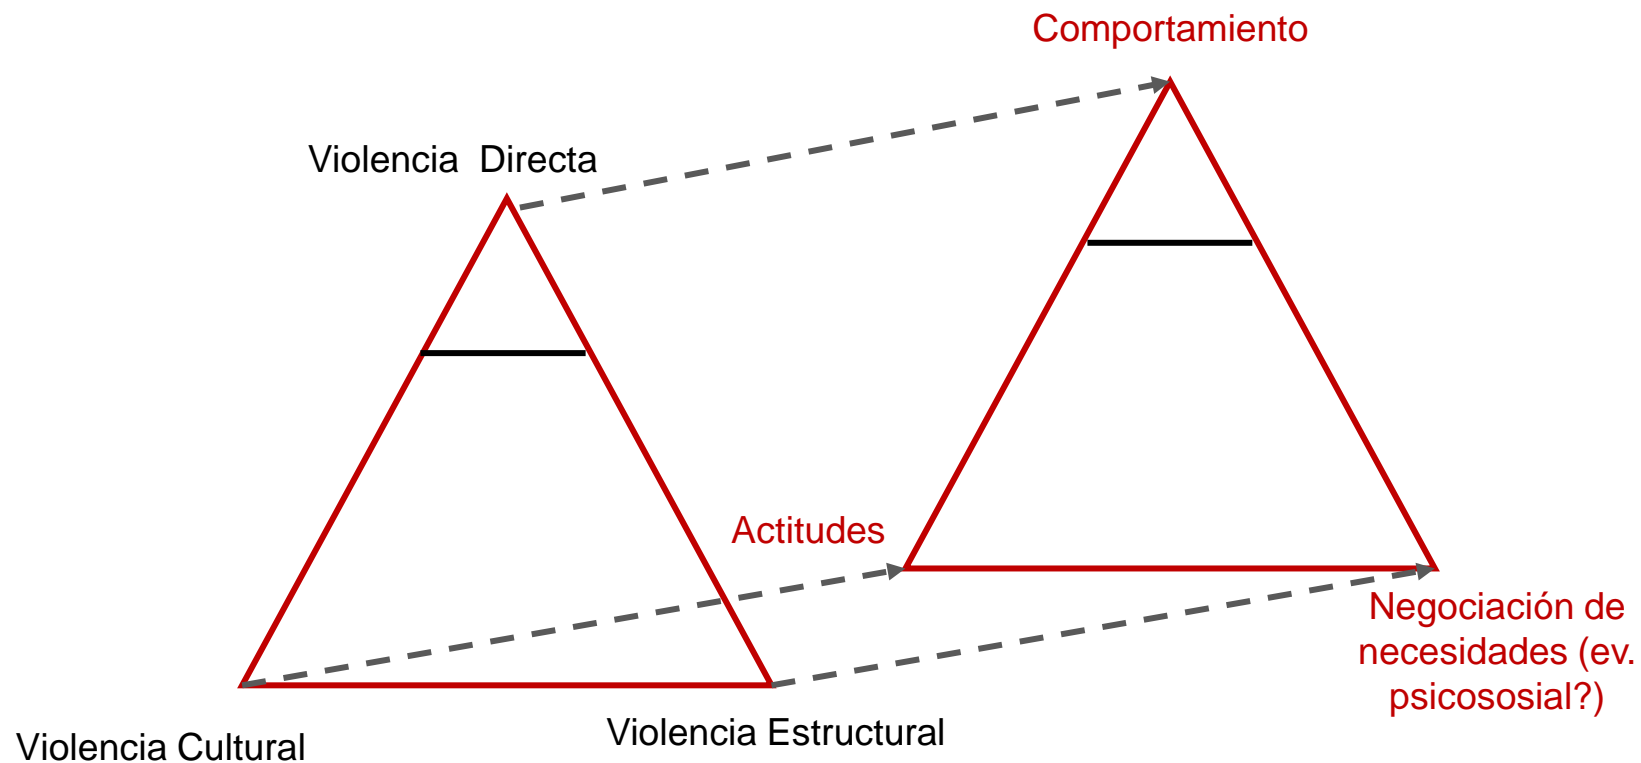 Comportamiento
Violencia  Directa
Actitudes
Negociación de
necesidades (ev.
psicososial?)
Violencia Estructural
Violencia Cultural